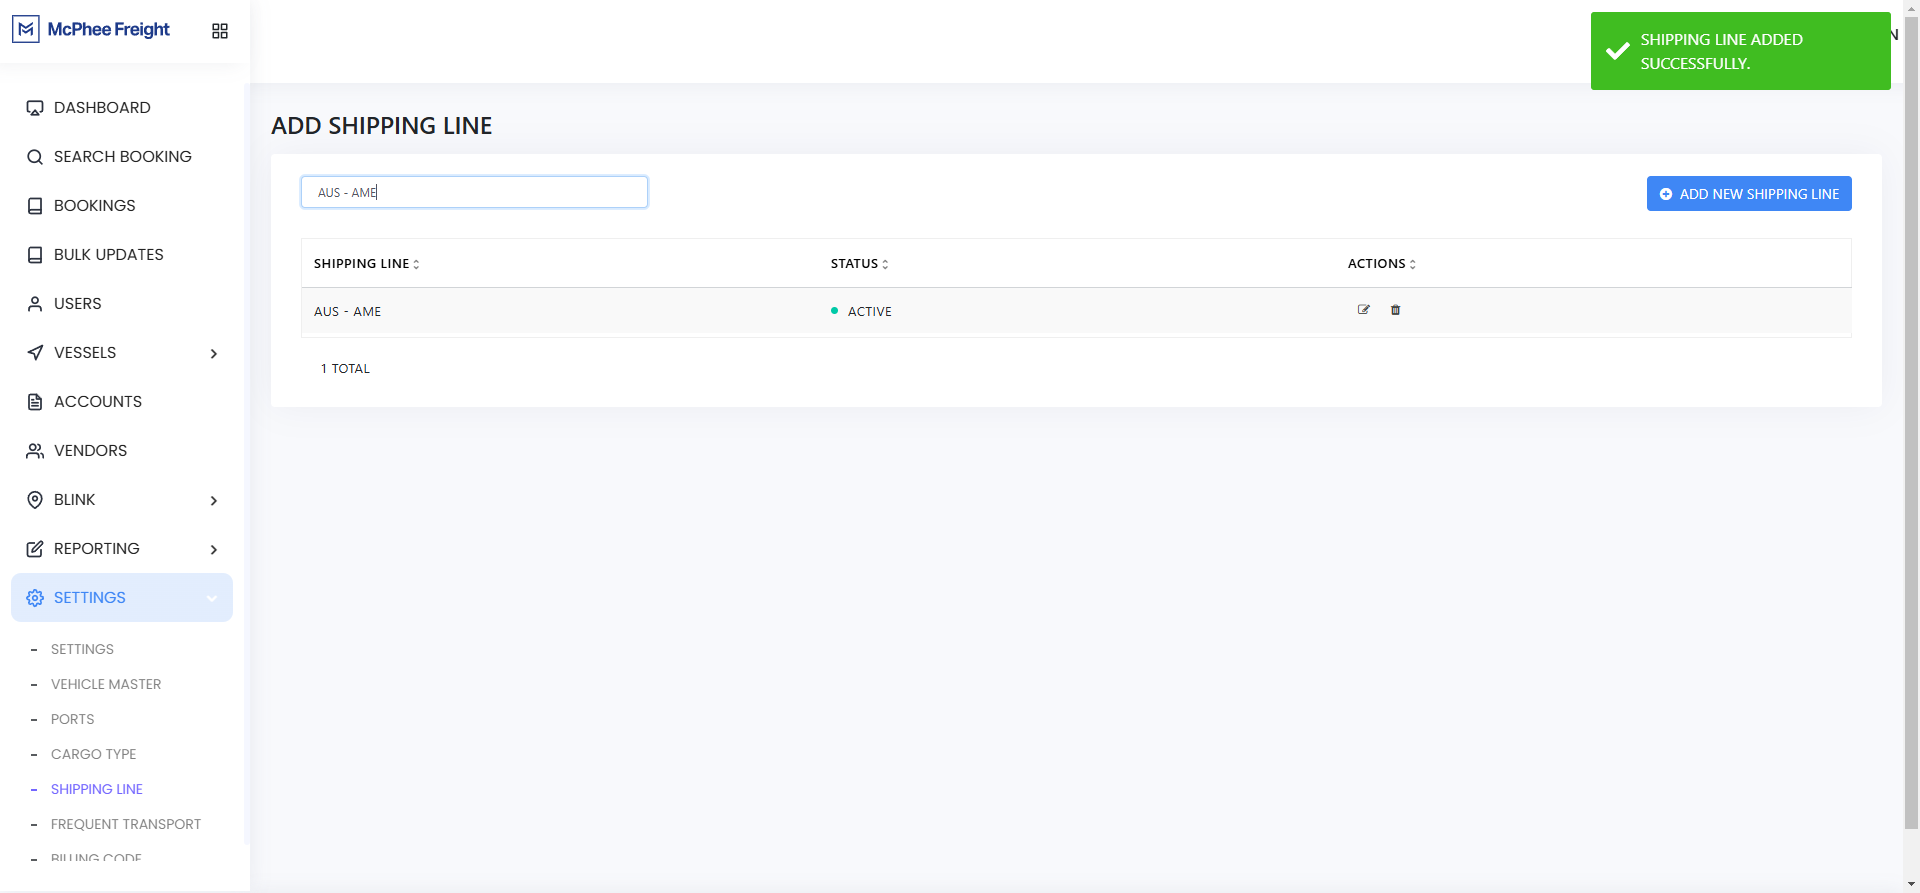 McPhee Freight
SHIPPING LINE ADDED
SUCCESSFULLY.
N
DASHBOARD
SEARCH BOOKING
BOOKINGS
BULK UPDATES
USERS
VESSELS
ACCOUNTS
VENDORS
BLINK
REPORTING
SETTINGS
SETTINGS
VEHICLE MASTER
PORTS
CARGO TYPE
SHIPPING LINE
FREQUENT TRANSPORT
BILLING CODE
ADD SHIPPING LINE
AUS - AME
ADD NEW SHIPPING LINE
SHIPPING LINE STATUS ACTIONS
AUS - AME ACTIVE
1 TOTAL